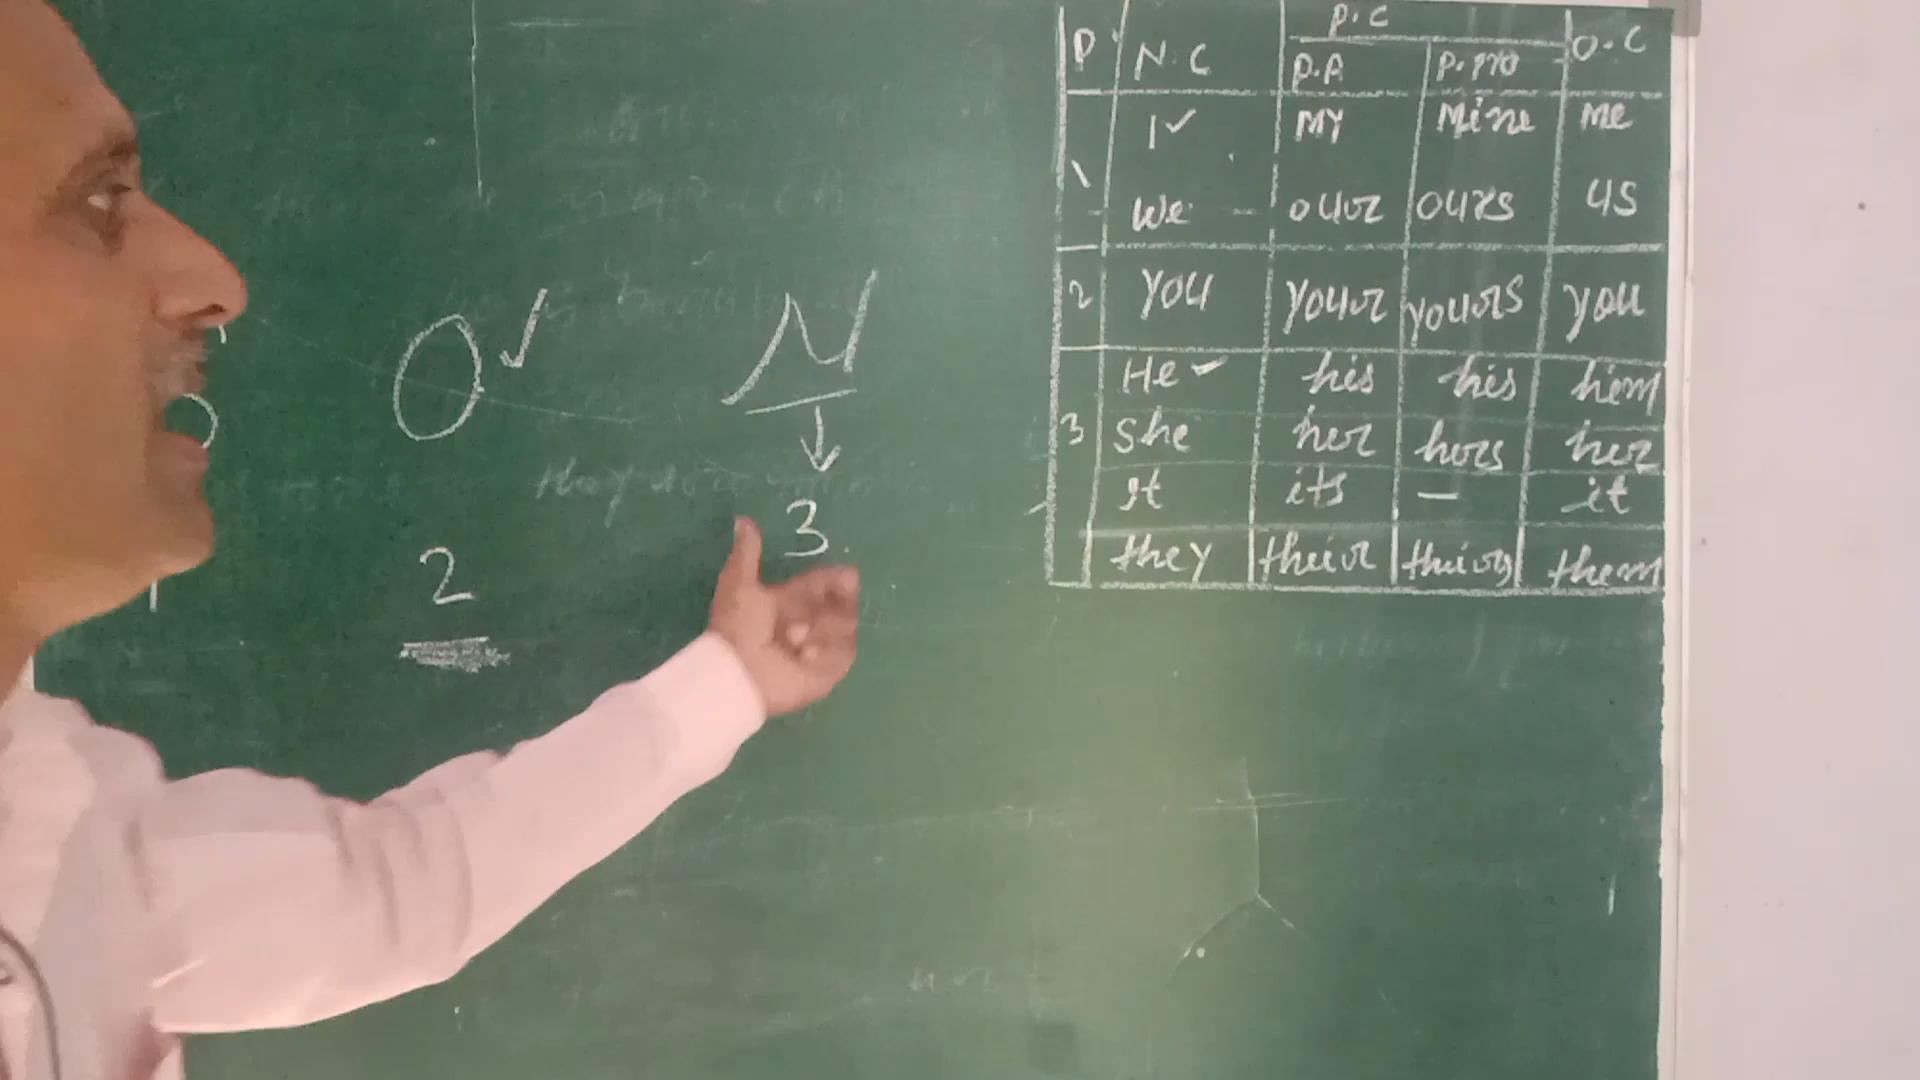 P. N.C P.C O.C
P.A P.pro
1 I✓ MY Mine Me
We - our ours us
2 you your yours you
He ✓ his his him
3 She her hers her
It its — it
they their theirs them
S O ✓ N
↓
1 2 3